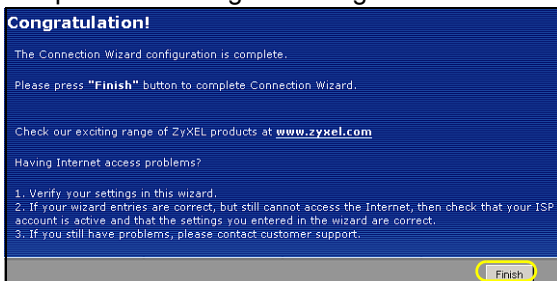 Congratulation!
The Connection Wizard configuration is complete.
Please press "Finish" button to complete Connection Wizard.
Check our exciting range of ZyXEL products at www.zyxel.com
Having Internet access problems?
1. Verify your settings in this wizard.
2. If your wizard entries are correct, but still cannot access the Internet, then check that your ISP
account is active and that the settings you entered in the wizard are correct.
3. If you still have problems, please contact customer support.
Finish